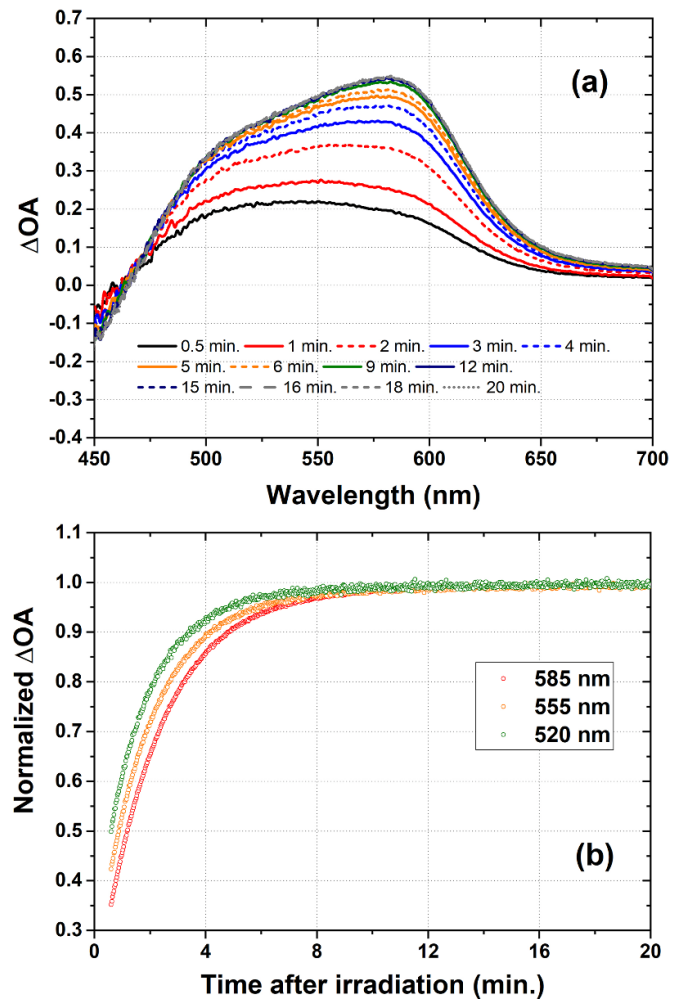 0.7
0.6
0.5
0.4
0.3
0.2
0.1
0.0
-0.1
-0.2
-0.3
-0.4
ΔOA
(a)
0.5 min. 1 min. 2 min. 3 min. 4 min.
5 min. 6 min. 9 min. 12 min.
15 min. 16 min. 18 min. 20 min.
450 500 550 600 650 700
Wavelength (nm)
1.1
1.0
0.9
0.8
0.7
0.6
0.5
0.4
0.3
Normalized ΔOA
585 nm
555 nm
520 nm
(b)
0 4 8 12 16 20
Time after irradiation (min.)